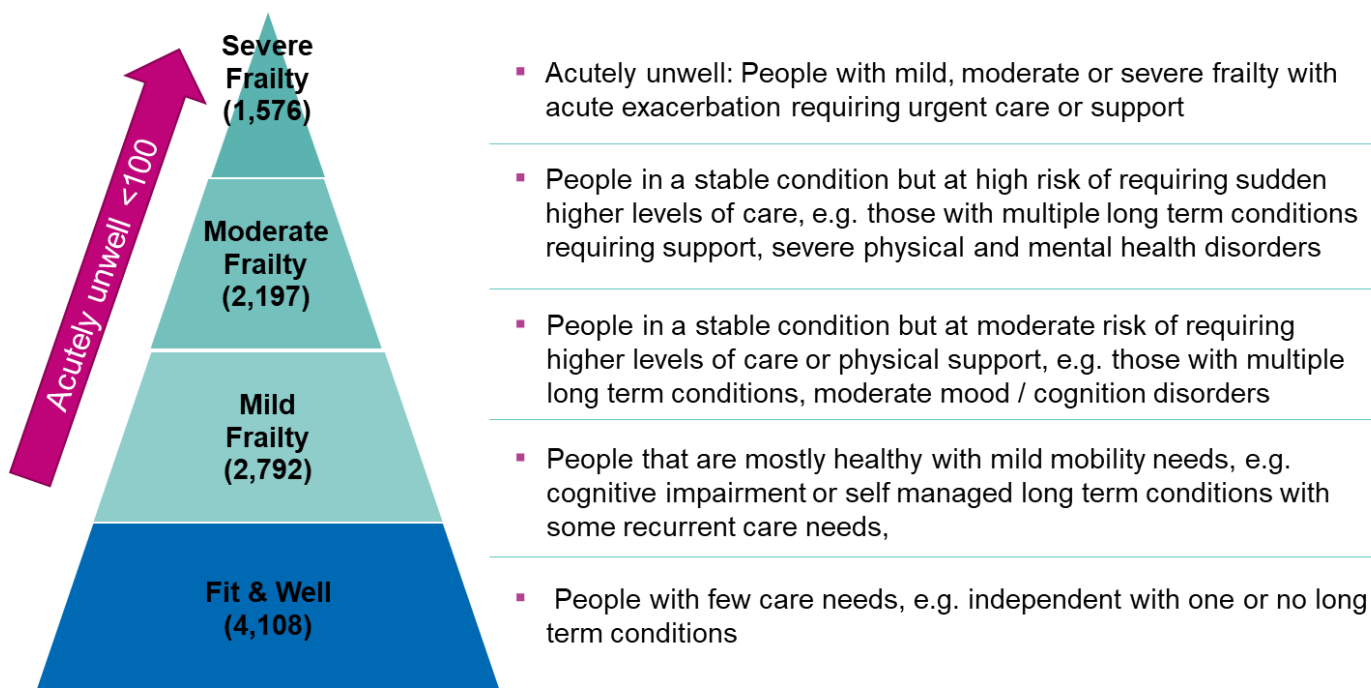 Severe
Frailty
(1,576)
Acutely unwell <100
Moderate
Frailty
(2,197)
Mild
Frailty
(2,792)
Fit & Well
(4,108)
▪ Acutely unwell: People with mild, moderate or severe frailty with
acute exacerbation requiring urgent care or support
▪ People in a stable condition but at high risk of requiring sudden
higher levels of care, e.g. those with multiple long term conditions
requiring support, severe physical and mental health disorders
▪ People in a stable condition but at moderate risk of requiring
higher levels of care or physical support, e.g. those with multiple
long term conditions, moderate mood / cognition disorders
▪ People that are mostly healthy with mild mobility needs, e.g.
cognitive impairment or self managed long term conditions with
some recurrent care needs,
▪ People with few care needs, e.g. independent with one or no long
term conditions